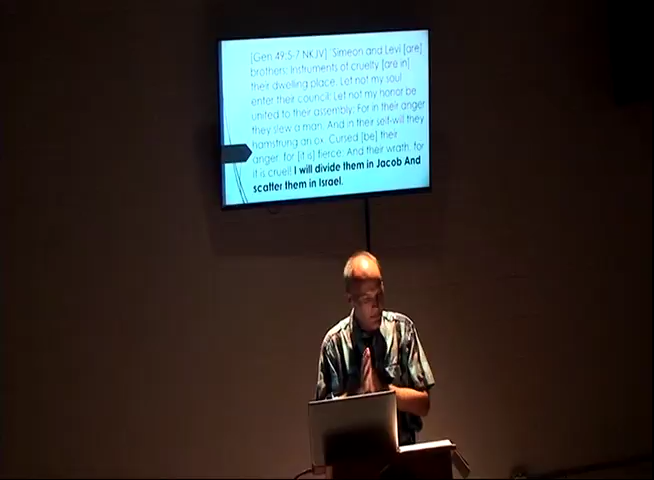 [Gen 49:5-7 NKJV] Simeon and Levi [are]
brothers; Instruments of cruelty [are in]
their dwelling place. Let not my soul
enter their council; Let not my honor be
united to their assembly; For in their anger
they slew a man, And in their self-will they
hamstrung an ox. Cursed [be] their
anger, for [it is] fierce; And their wrath, for
it is cruel! I will divide them in Jacob And
scatter them in Israel.